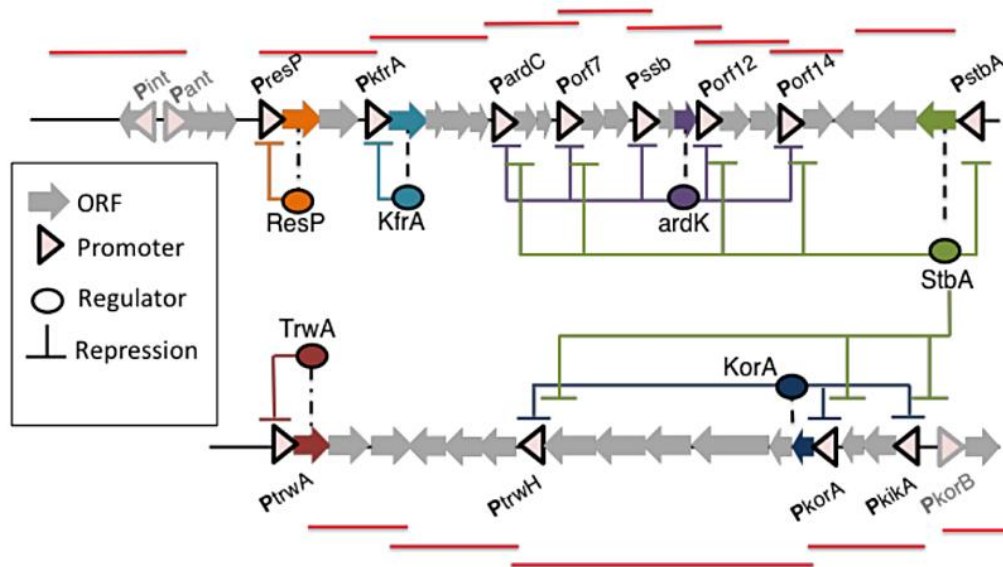 Pint
Pant
PresP
PkfrA
PardC
Porf7
Pssb
Porf12
Porf14
PstbA
ORF
Promoter
Regulator
Repression
ResP
KfrA
ardK
StbA
TrwA
KorA
PtrwA
PtrwH
PkorA
PkikA
PkorB